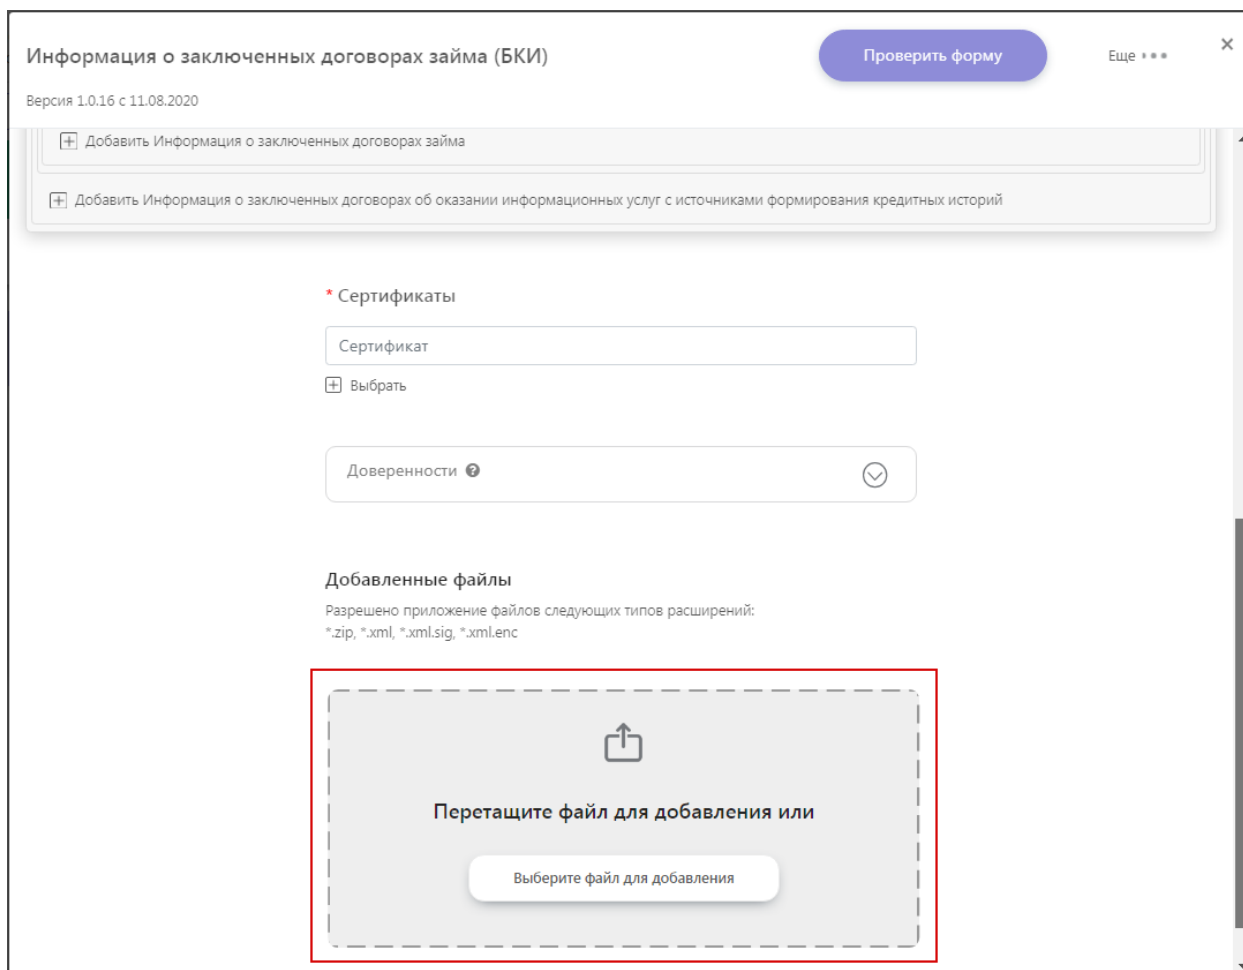 Информация о заключенных договорах займа (БКИ)
Проверить форму
Еще
Версия 1.0.16 с 11.08.2020
Добавить Информация о заключенных договорах займа
Добавить Информация о заключенных договорах об оказании информационных услуг с источниками формирования кредитных историй
* Сертификаты
Сертификат
Выбрать
Доверенности
Добавленные файлы
Разрешено приложение файлов следующих типов расширений:
*.zip, *.xml, *.xml.sig, *.xml.enc
Перетащите файл для добавления или
Выберите файл для добавления